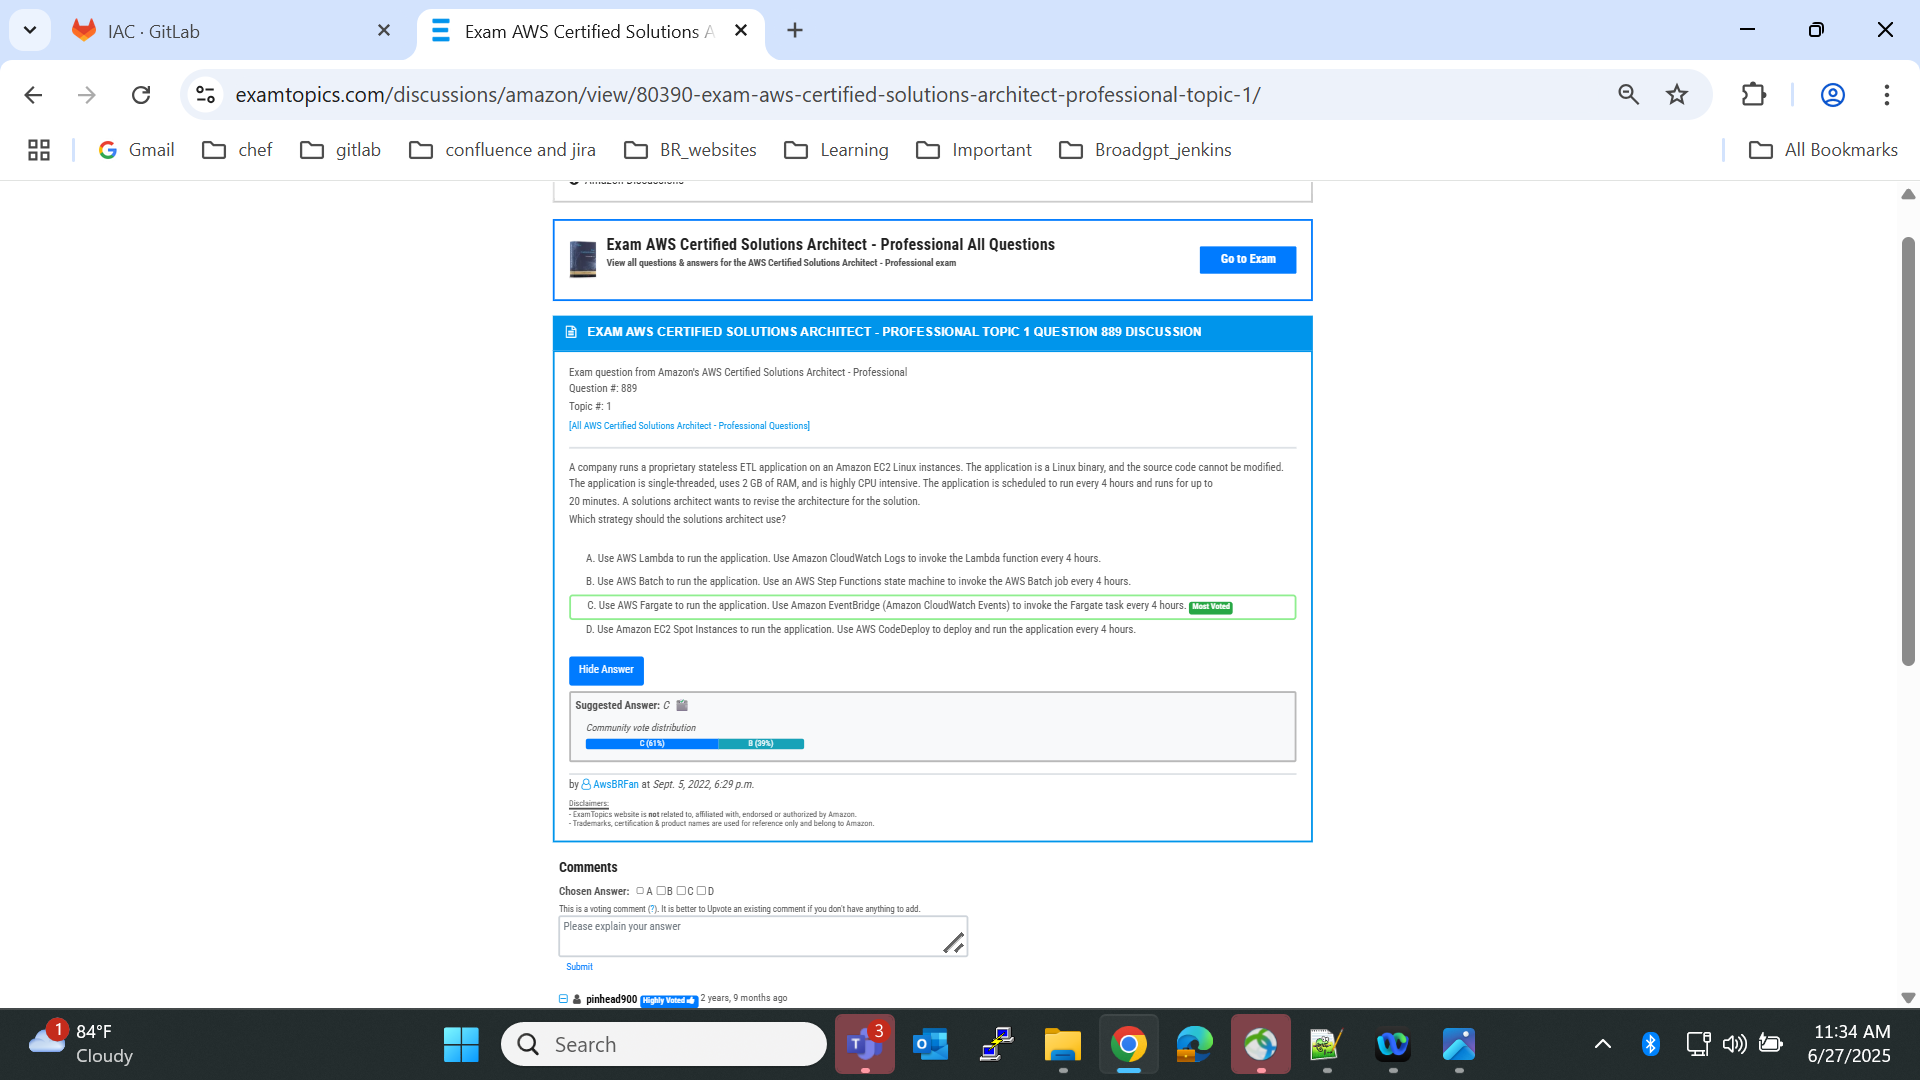 IAC · GitLab
Exam AWS Certified Solutions A
examtopics.com/discussions/amazon/view/80390-exam-aws-certified-solutions-architect-professional-topic-1/
Gmail
chef
gitlab
confluence and jira
BR_websites
Learning
Important
Broadgpt_jenkins
All Bookmarks
Amazon Discussions
Exam AWS Certified Solutions Architect - Professional All Questions
View all questions & answers for the AWS Certified Solutions Architect - Professional exam
Go to Exam
EXAM AWS CERTIFIED SOLUTIONS ARCHITECT - PROFESSIONAL TOPIC 1 QUESTION 889 DISCUSSION
Exam question from Amazon's AWS Certified Solutions Architect - Professional
Question #: 889
Topic #: 1
[All AWS Certified Solutions Architect - Professional Questions]
A company runs a proprietary stateless ETL application on an Amazon EC2 Linux instances. The application is a Linux binary, and the source code cannot be modified.
The application is single-threaded, uses 2 GB of RAM, and is highly CPU intensive. The application is scheduled to run every 4 hours and runs for up to
20 minutes. A solutions architect wants to revise the architecture for the solution.
Which strategy should the solutions architect use?
A. Use AWS Lambda to run the application. Use Amazon CloudWatch Logs to invoke the Lambda function every 4 hours.
B. Use AWS Batch to run the application. Use an AWS Step Functions state machine to invoke the AWS Batch job every 4 hours.
C. Use AWS Fargate to run the application. Use Amazon EventBridge (Amazon CloudWatch Events) to invoke the Fargate task every 4 hours. Most Voted
D. Use Amazon EC2 Spot Instances to run the application. Use AWS CodeDeploy to deploy and run the application every 4 hours.
Hide Answer
Suggested Answer: C
Community vote distribution
C (61%) B (39%)
by AwsBRFan at Sept. 5, 2022, 6:29 p.m.
Disclaimers:
- ExamTopics website is not related to, affiliated with, endorsed or authorized by Amazon.
- Trademarks, certification & product names are used for reference only and belong to Amazon.
Comments
Chosen Answer: A B C D
This is a voting comment (?). It is better to Upvote an existing comment if you don't have anything to add.
Please explain your answer
Submit
pinhead900 Highly Voted 2 years, 9 months ago
1
84°F
Cloudy
Search
3
11:34 AM
6/27/2025